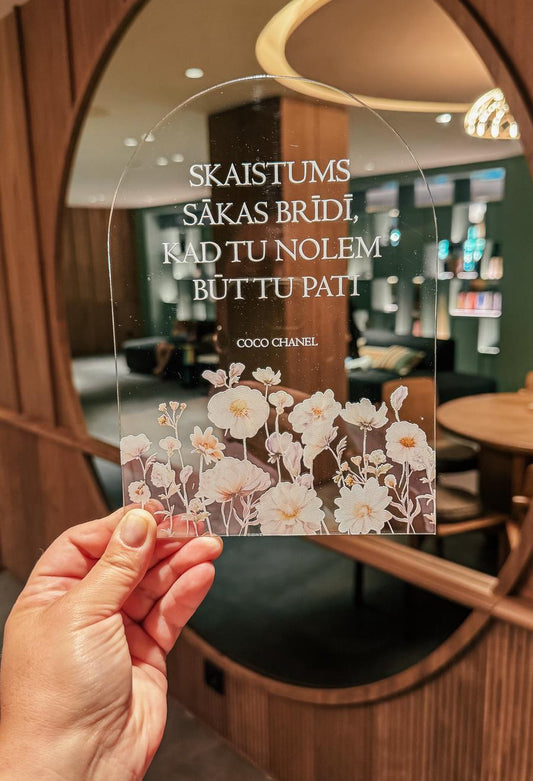 SKAISTUMS
SĀKAS BRĪDĪ,
KAD TU NOLEM
BŪT TU PATI
COCO CHANEL